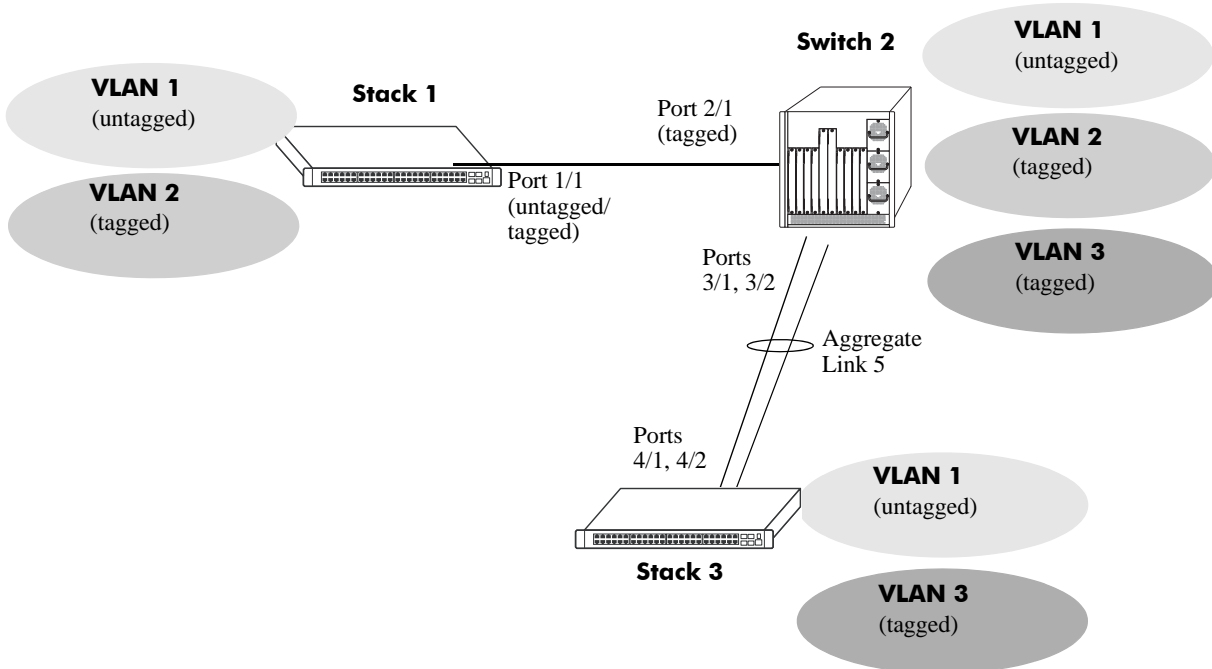 VLAN 1
(untagged)
VLAN 2
(tagged)
Stack 1
Port 1/1
(untagged/
tagged)
Port 2/1
(tagged)
Switch 2
VLAN 1
(untagged)
VLAN 2
(tagged)
VLAN 3
(tagged)
Ports
3/1, 3/2
Aggregate
Link 5
Ports
4/1, 4/2
Stack 3
VLAN 1
(untagged)
VLAN 3
(tagged)